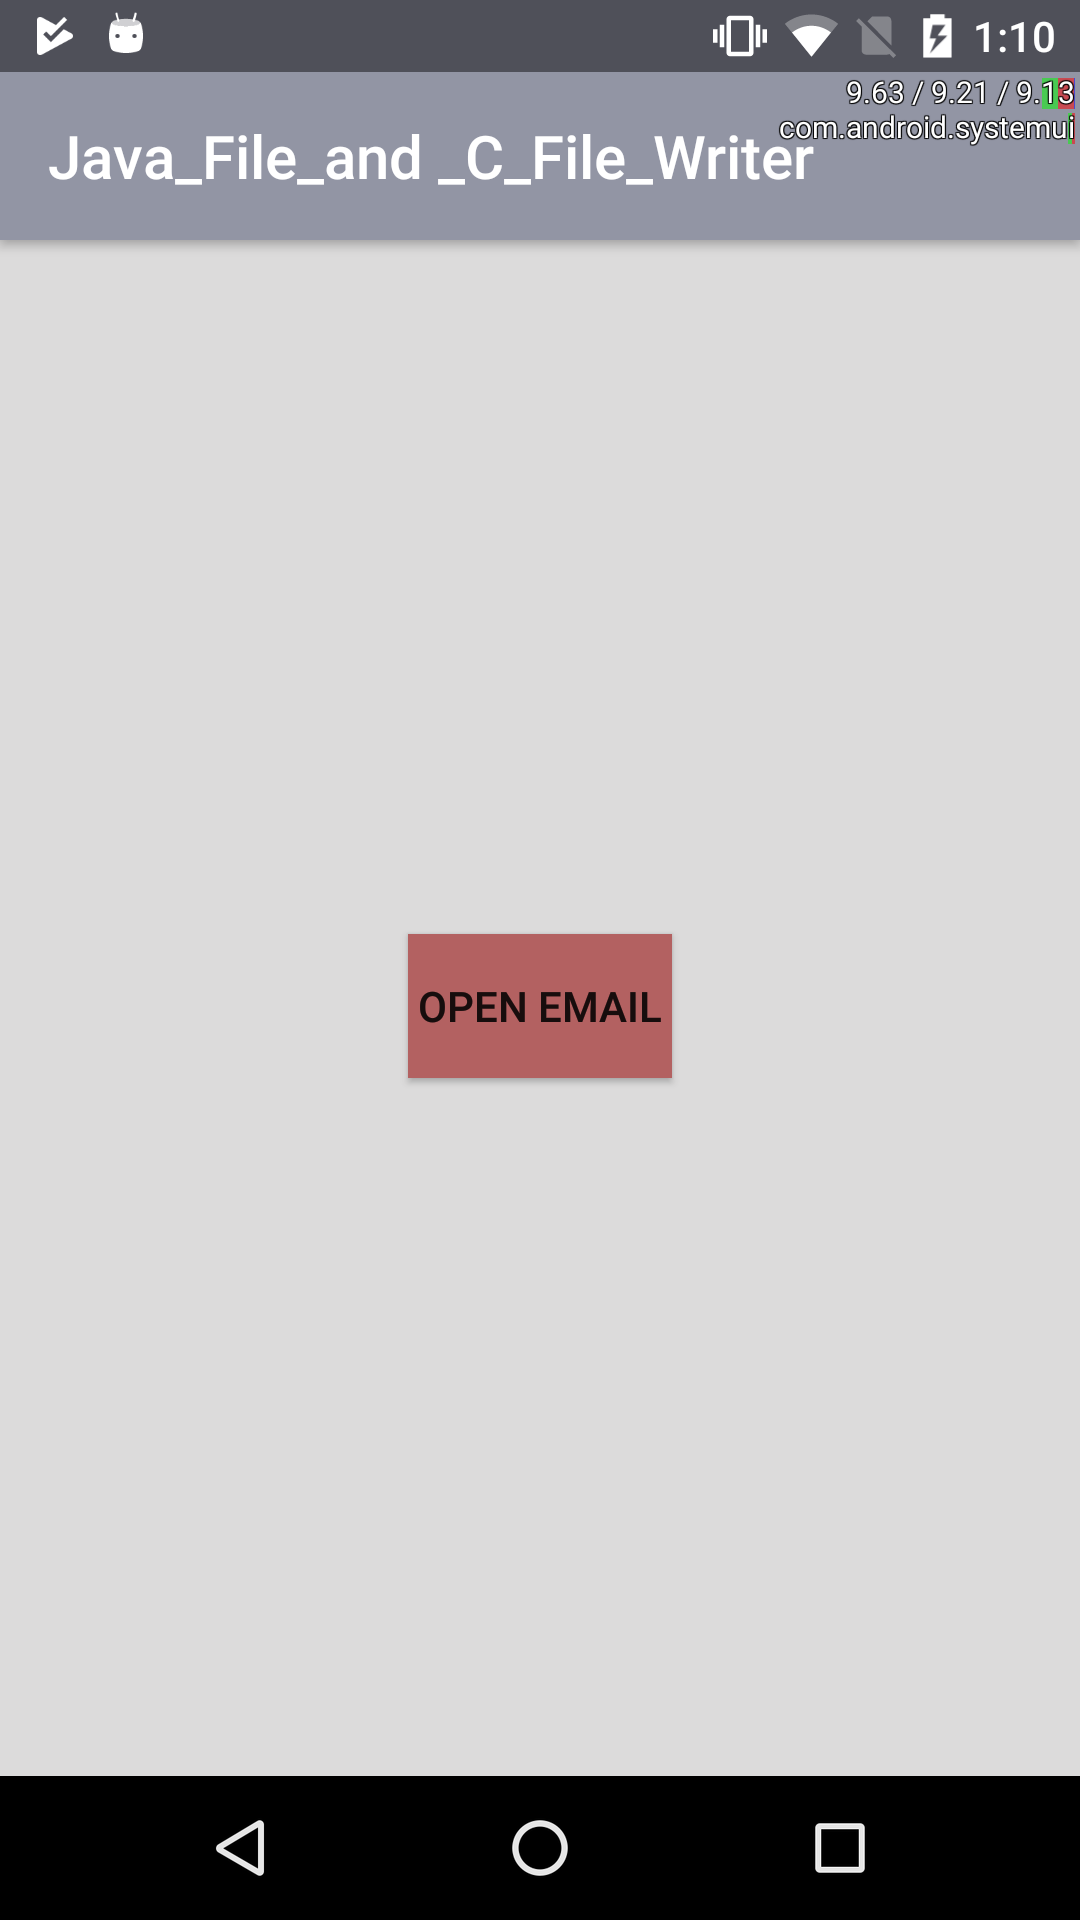 1:10
9.63 / 9.21 / 9.13
com.android.systemui
Java_File_and _C_File_Writer
OPEN EMAIL